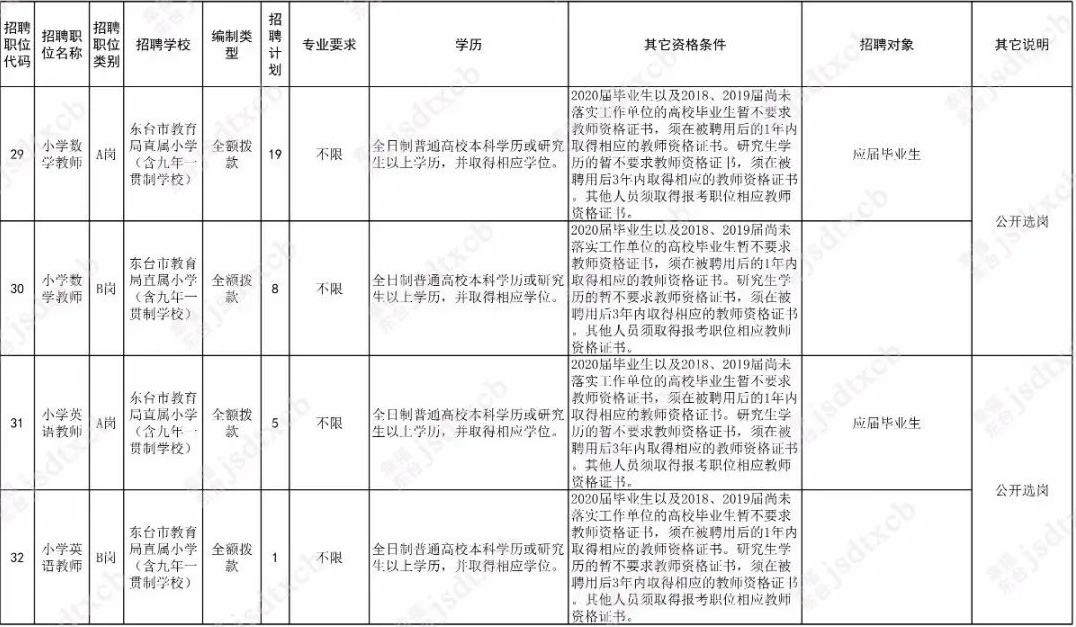 招聘职位代码
招聘职位名称
招聘职位类别
招聘学校
编制类型
招聘计划
专业要求
学历
其它资格条件
招聘对象
其它说明
29
小学数
学教师
A岗
东台市教育
局直属小学
（含九年一
贯制学校）
全额拨
款
19
不限
全日制普通高校本科学历或研究
生以上学历，并取得相应学位。
2020届毕业生以及2018、2019届尚未
落实工作单位的高校毕业生暂不要求
教师资格证书，须在被聘用后的1年内
取得相应的教师资格证书。研究生学
历的暂不要求教师资格证书，须在被
聘用后3年内取得相应的教师资格证书
。其他人员须取得报考职位相应教师
资格证书。
应届毕业生
公开选岗
30
小学数
学教师
B岗
东台市教育
局直属小学
（含九年一
贯制学校）
全额拨
款
8
不限
全日制普通高校本科学历或研究
生以上学历，并取得相应学位。
2020届毕业生以及2018、2019届尚未
落实工作单位的高校毕业生暂不要求
教师资格证书，须在被聘用后的1年内
取得相应的教师资格证书。研究生学
历的暂不要求教师资格证书，须在被
聘用后3年内取得相应的教师资格证书
。其他人员须取得报考职位相应教师
资格证书。
31
小学英
语教师
A岗
东台市教育
局直属小学
（含九年一
贯制学校）
全额拨
款
5
不限
全日制普通高校本科学历或研究
生以上学历，并取得相应学位。
2020届毕业生以及2018、2019届尚未
落实工作单位的高校毕业生暂不要求
教师资格证书，须在被聘用后的1年内
取得相应的教师资格证书。研究生学
历的暂不要求教师资格证书，须在被
聘用后3年内取得相应的教师资格证书
。其他人员须取得报考职位相应教师
资格证书。
应届毕业生
公开选岗
32
小学英
语教师
B岗
东台市教育
局直属小学
（含九年一
贯制学校）
全额拨
款
1
不限
全日制普通高校本科学历或研究
生以上学历，并取得相应学位。
2020届毕业生以及2018、2019届尚未
落实工作单位的高校毕业生暂不要求
教师资格证书，须在被聘用后的1年内
取得相应的教师资格证书。研究生学
历的暂不要求教师资格证书，须在被
聘用后3年内取得相应的教师资格证书
。其他人员须取得报考职位相应教师
资格证书。
jsdtxcb